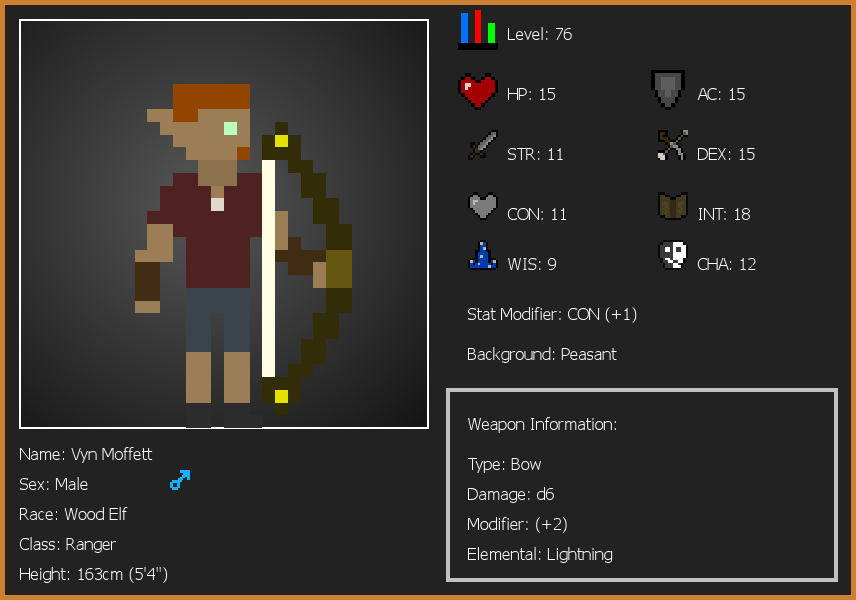 Level: 76
HP: 15
AC: 15
STR: 11
DEX: 15
CON: 11
INT: 18
WIS: 9
CHA: 12
Stat Modifier: CON (+1)
Background: Peasant
Weapon Information:
Type: Bow
Damage: d6
Modifier: (+2)
Elemental: Lightning
Name: Vyn Moffett
Sex: Male
Race: Wood Elf
Class: Ranger
Height: 163cm (5'4")